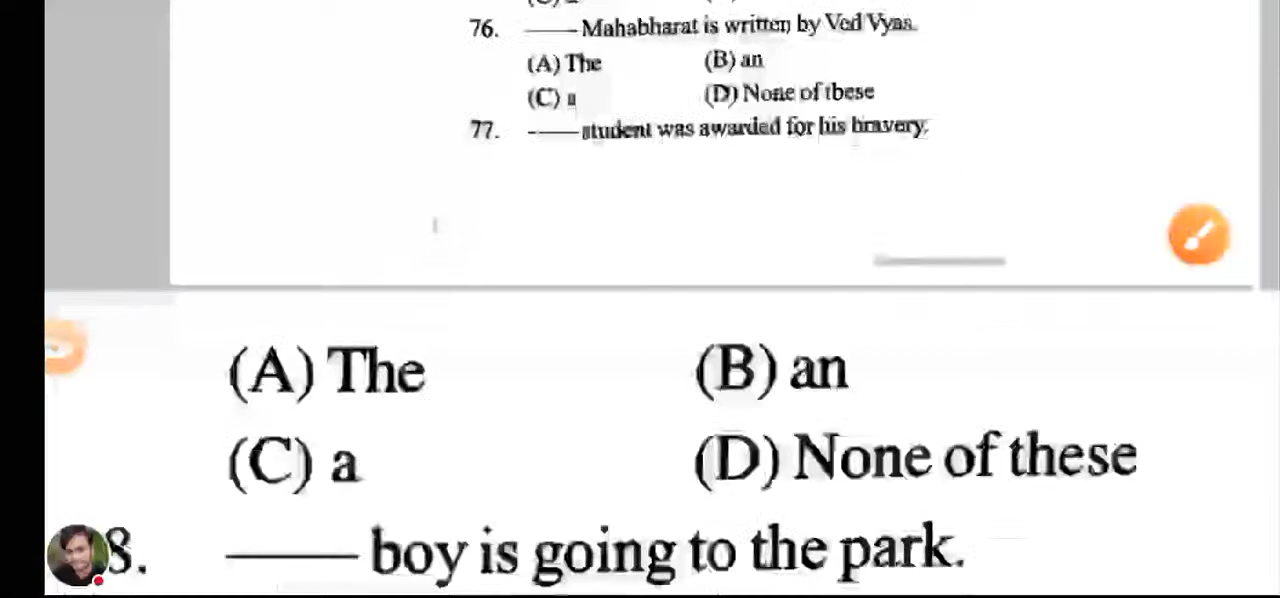 76. —— Mahabharat is written by Ved Vyas.
(A) The (B) an
(C) a (D) None of these
77. —— student was awarded for his bravery.
(A) The (B) an
(C) a (D) None of these
8. —— boy is going to the park.